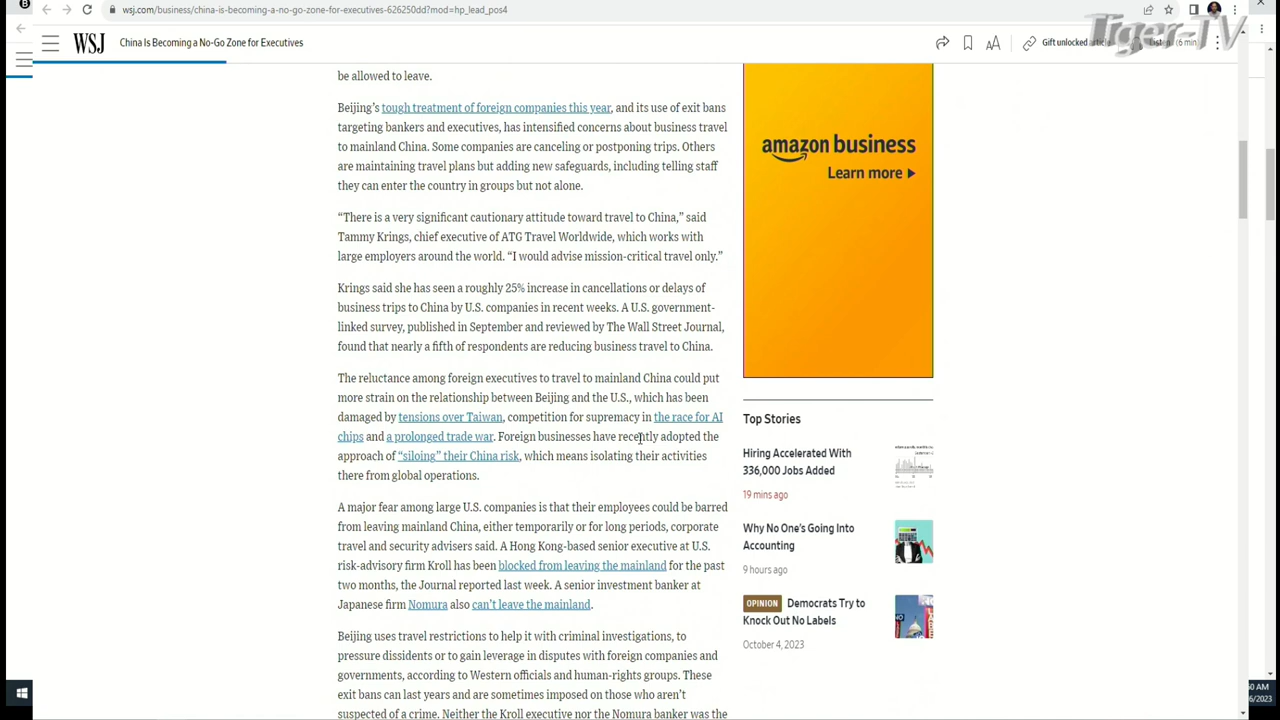 wsj.com/business/china-is-becoming-a-no-go-zone-for-executives-626250dd?mod=hp_lead_pos4
WSJ
China Is Becoming a No-Go Zone for Executives
Gift unlocked article
Listen (6 min)
Tiger-TV
be allowed to leave.
Beijing's tough treatment of foreign companies this year, and its use of exit bans
targeting bankers and executives, has intensified concerns about business travel
to mainland China. Some companies are canceling or postponing trips. Others
are maintaining travel plans but adding new safeguards, including telling staff
they can enter the country in groups but not alone.
“There is a very significant cautionary attitude toward travel to China,” said
Tammy Krings, chief executive of ATG Travel Worldwide, which works with
large employers around the world. “I would advise mission-critical travel only.”
Krings said she has seen a roughly 25% increase in cancellations or delays of
business trips to China by U.S. companies in recent weeks. A U.S. government-
linked survey, published in September and reviewed by The Wall Street Journal,
found that nearly a fifth of respondents are reducing business travel to China.
The reluctance among foreign executives to travel to mainland China could put
more strain on the relationship between Beijing and the U.S., which has been
damaged by tensions over Taiwan, competition for supremacy in the race for AI
chips and a prolonged trade war. Foreign businesses have recently adopted the
approach of “siloing” their China risk, which means isolating their activities
there from global operations.
A major fear among large U.S. companies is that their employees could be barred
from leaving mainland China, either temporarily or for long periods, corporate
travel and security advisers said. A Hong Kong-based senior executive at U.S.
risk-advisory firm Kroll has been blocked from leaving the mainland for the past
two months, the Journal reported last week. A senior investment banker at
Japanese firm Nomura also can't leave the mainland.
Beijing uses travel restrictions to help it with criminal investigations, to
pressure dissidents or to gain leverage in disputes with foreign companies and
governments, according to Western officials and human-rights groups. These
exit bans can last years and are sometimes imposed on those who aren't
suspected of a crime. Neither the Kroll executive nor the Nomura banker was the
amazon business
Learn more
Top Stories
Hiring Accelerated With
336,000 Jobs Added
19 mins ago
Why No One's Going Into
Accounting
9 hours ago
OPINION Democrats Try to
Knock Out No Labels
October 4, 2023